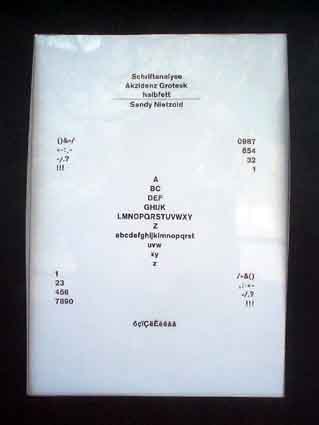 Schriftanalyse
Akzidenz Grotesk
halbfett
Sandy Nietzold
0987
654
32
-/.?
1
!!!
A
BC
DEF
GHIJK
LMNOPQRSTUVWXY
Z
abcdefghijklmnopqrst
uvw
xy
z
1
23
456
-/.?
7890
!!!